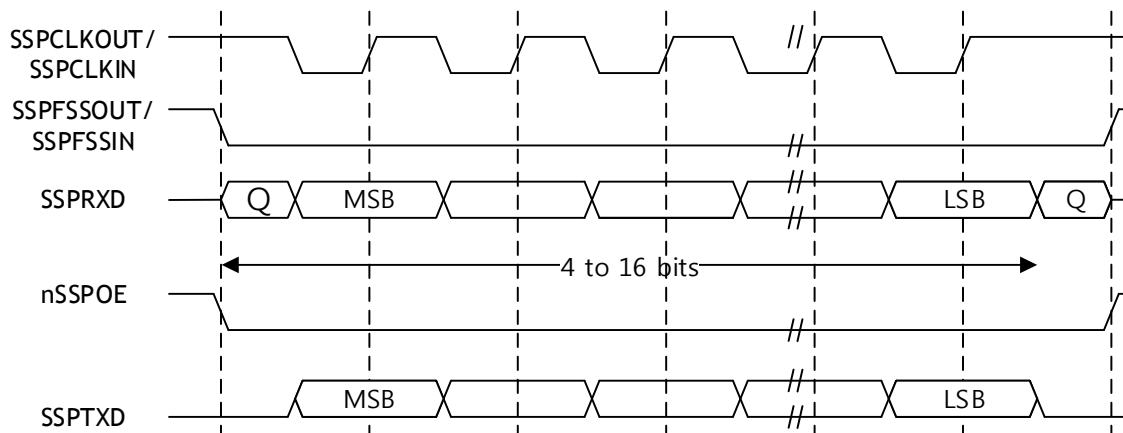 SSPCLKOUT/
SSPCLKIN
SSPFSSOUT/
SSPFSSIN
SSPRXD Q MSB LSB Q
4 to 16 bits
nSSPOE
SSPTXD MSB LSB